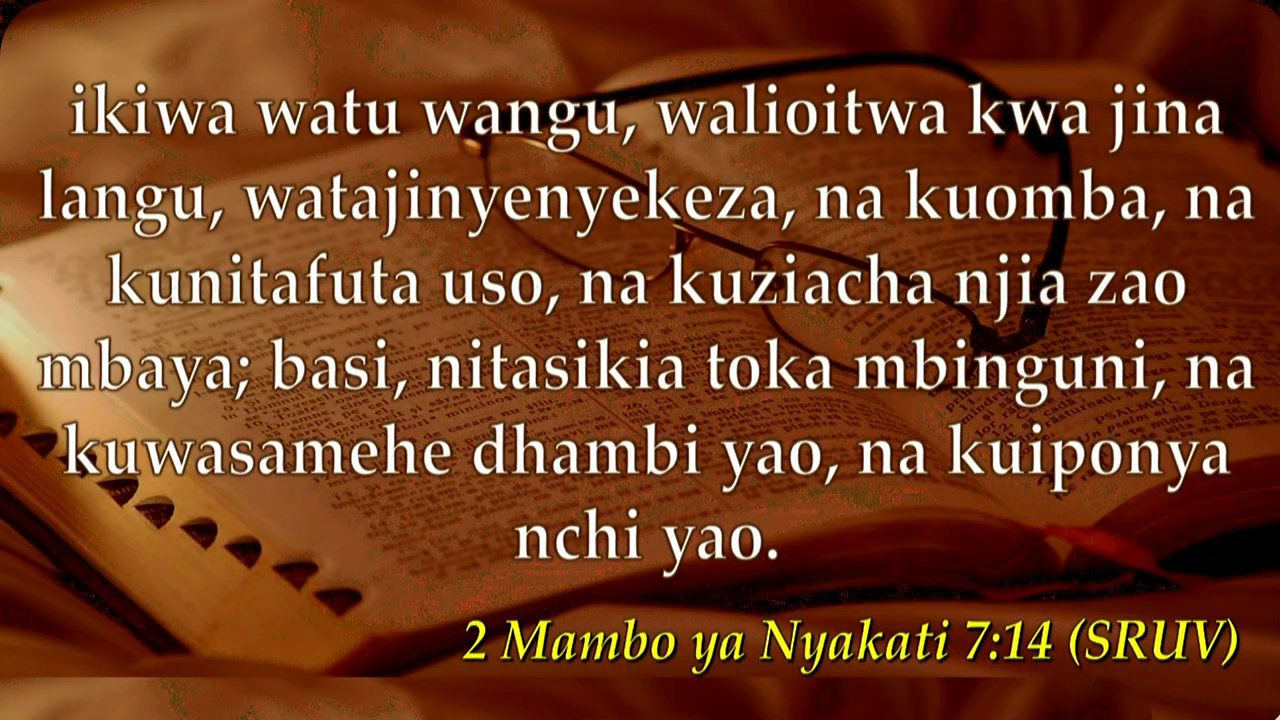 ikiwa watu wangu, walioitwa kwa jina
langu, watajinyenyekeza, na kuomba, na
kunitafuta uso, na kuziacha njia zao
mbaya; basi, nitasikia toka mbinguni, na
kuwasamehe dhambi yao, na kuiponya
nchi yao.
2 Mambo ya Nyakati 7:14 (SRUV)